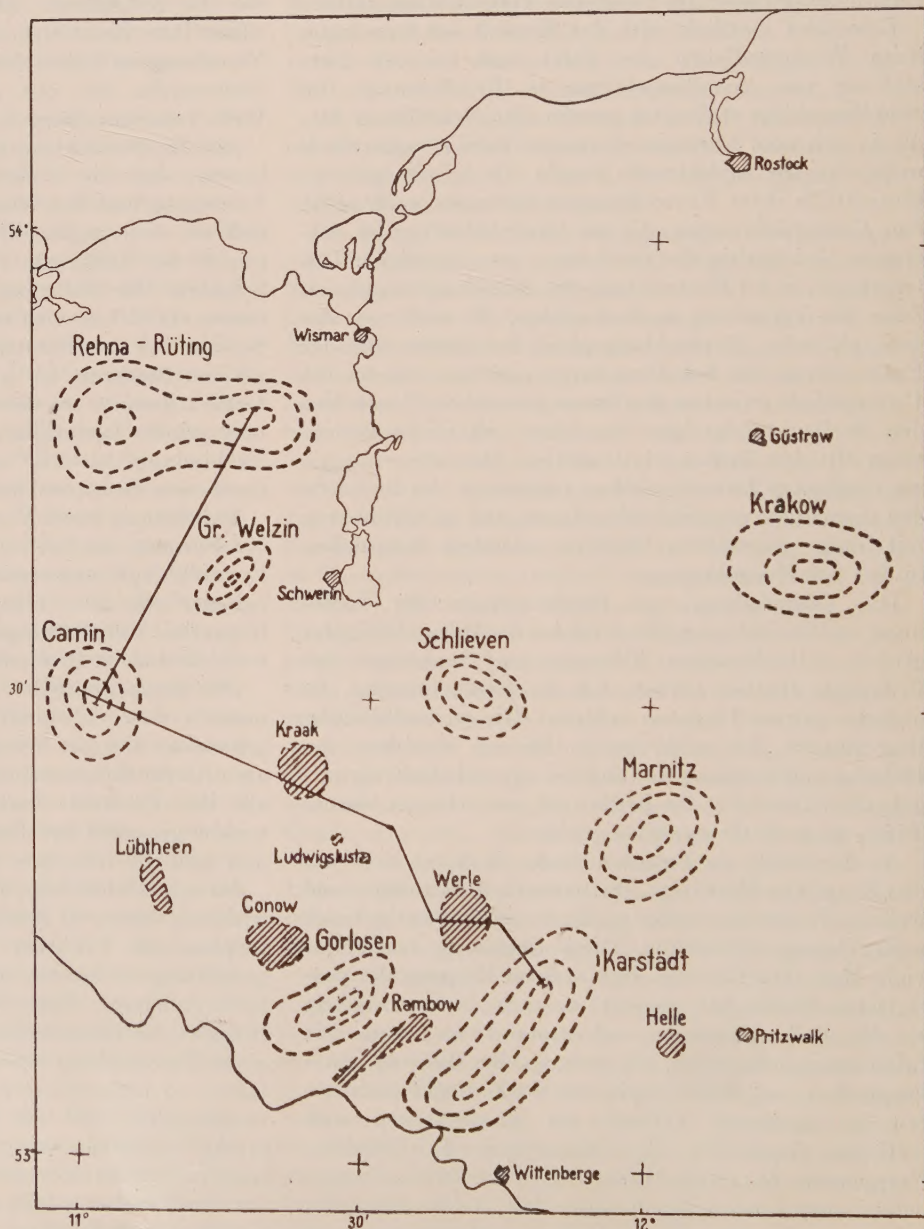 Rostock
54°
Wismar
Rehna - Rüting
Güstrow
Gr. Welzin
Krakow
Schwerin
Camin
Schlieven
30′
Kraak
Marnitz
Ludwigslust
Lübtheen
Werle
Conow
Gorlosen
Karstädt
Rambow
Helle
Pritzwalk
53
Wittenberge
11°
30′
12°